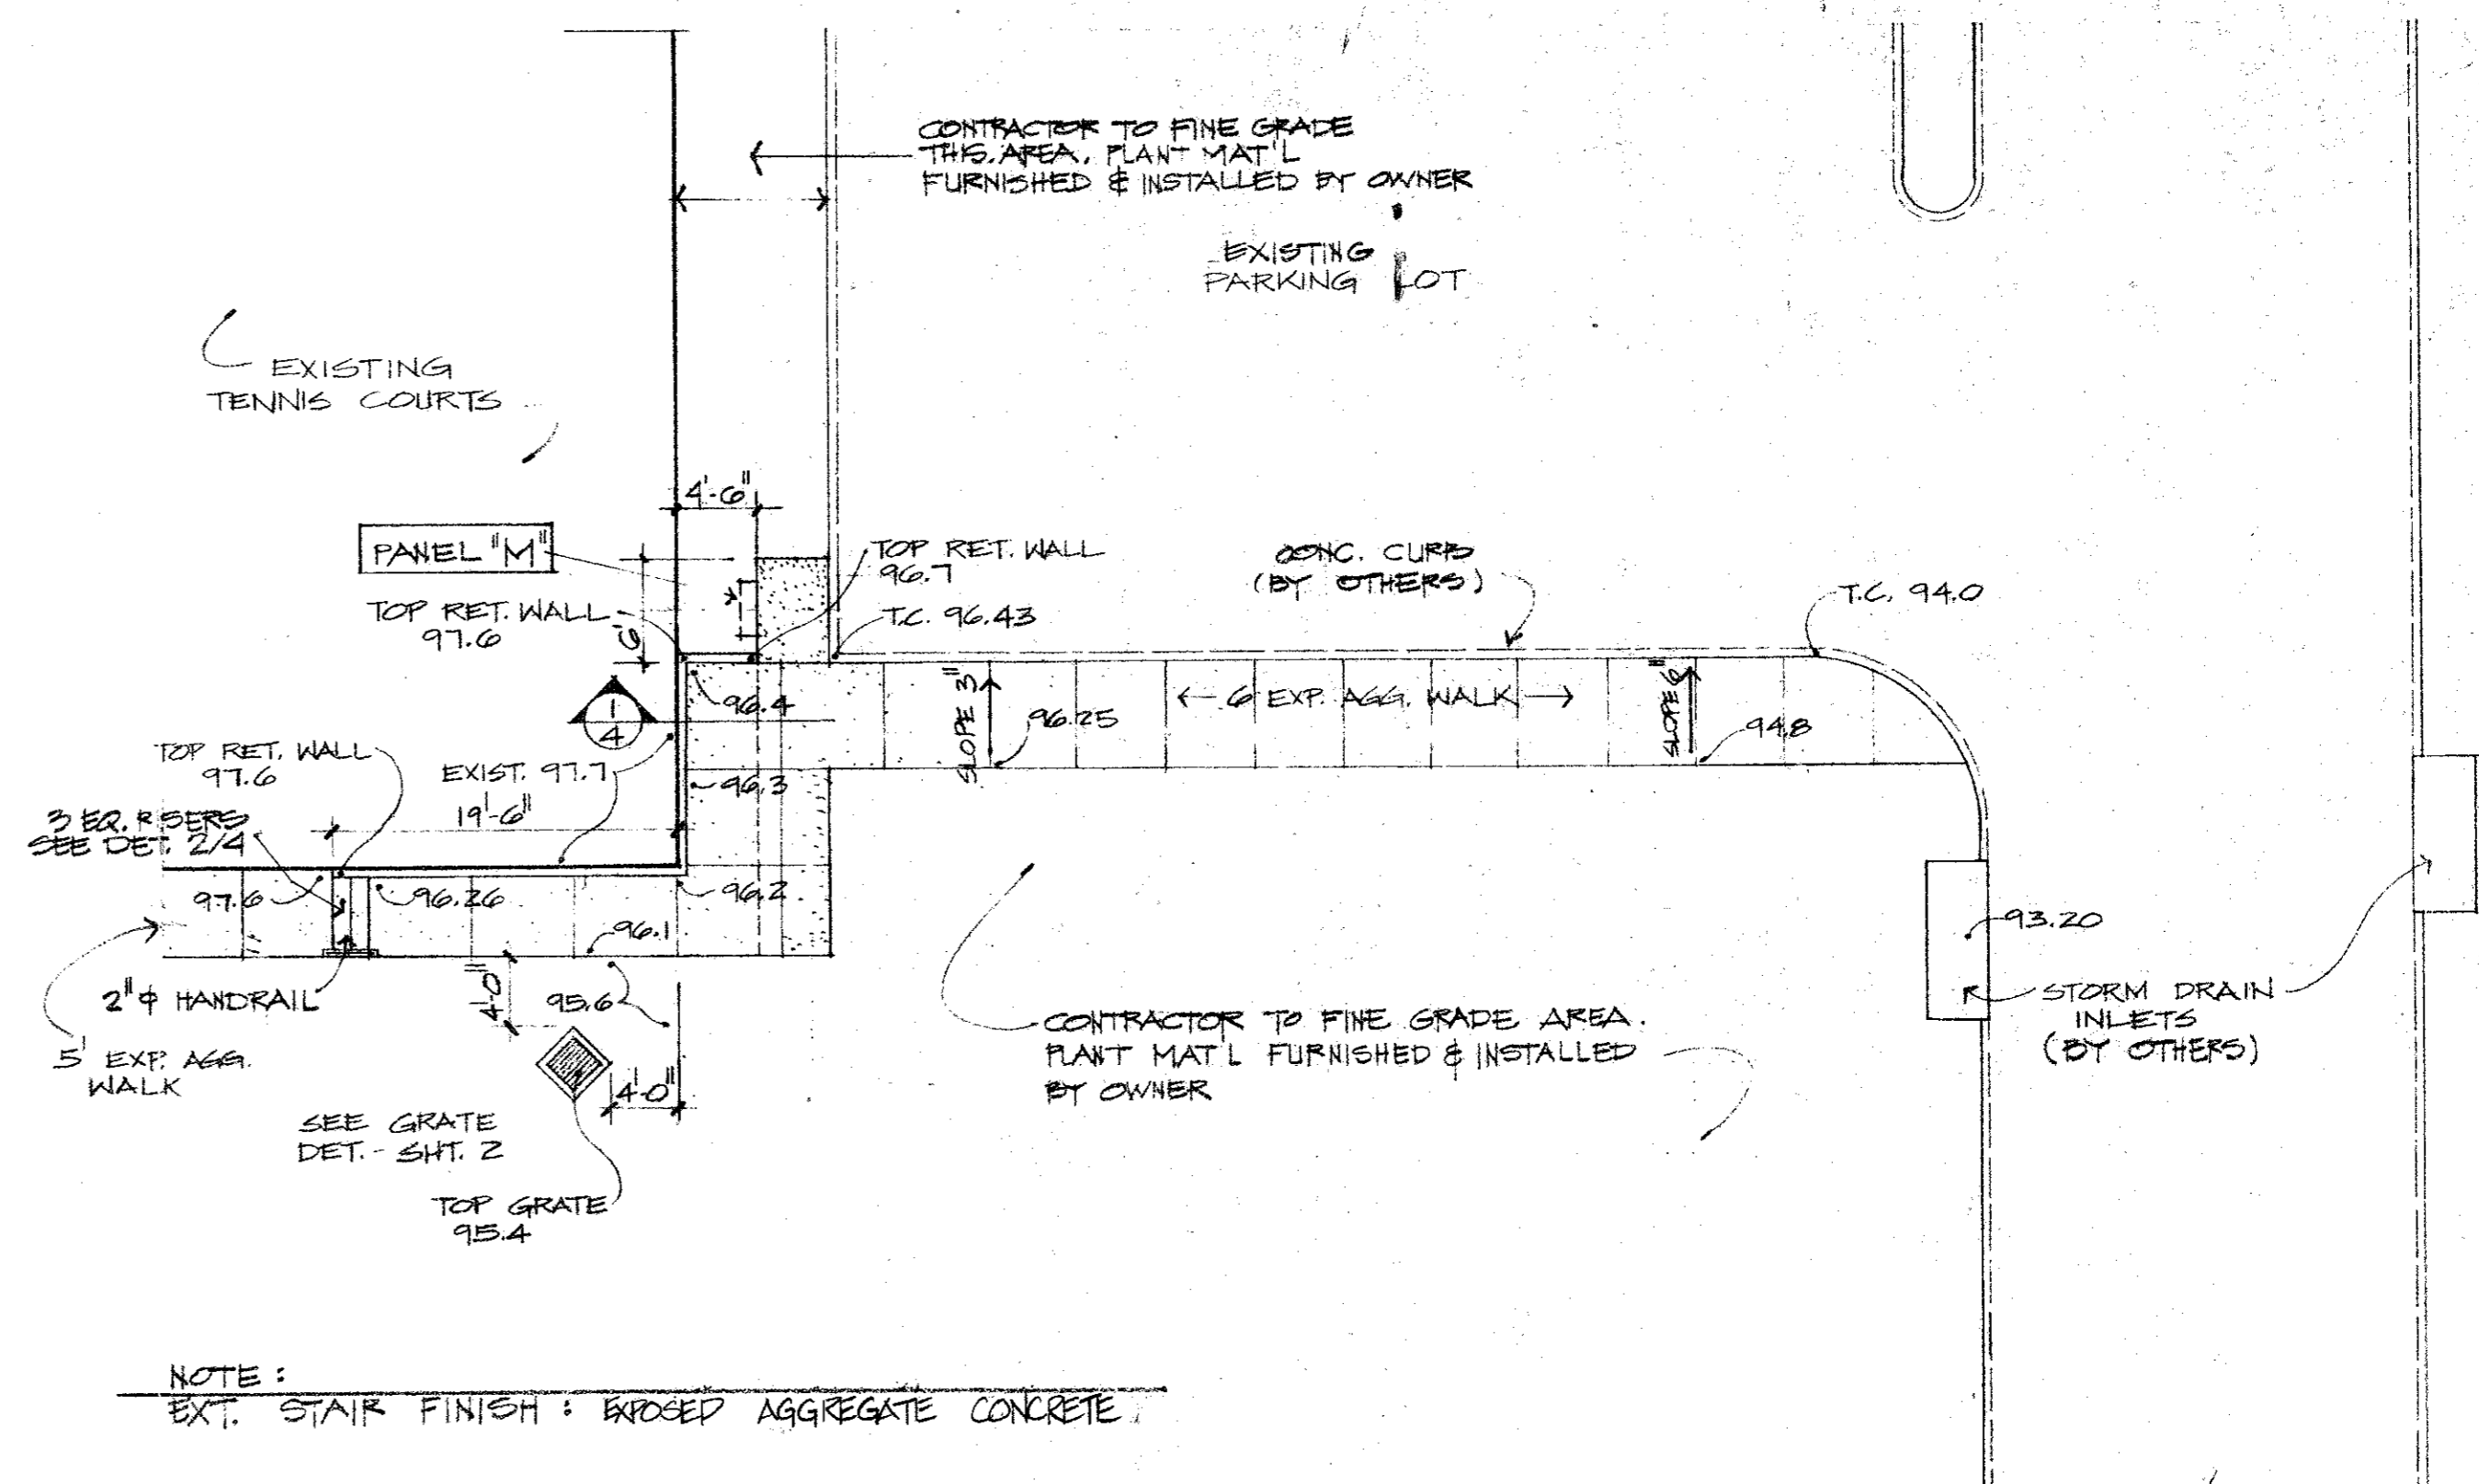 CONTRACTOR TO FINE GRADE
THIS AREA. PLANT MAT'L
FURNISHED & INSTALLED BY OWNER
EXISTING
PARKING LOT
EXISTING
TENNIS COURTS
4'-6"
PANEL "M"
TOP RET. WALL
96.7
CONC. CURB
(BY OTHERS)
T.C. 94.0
TOP RET. WALL
97.6
6'
T.C. 96.43
SLOPE 3"
6' EXP. AGG. WALK
SLOPE 6"
96.4
96.25
94.8
1
4
TOP RET. WALL
97.6
EXIST. 97.7
96.3
19'-6"
3 EQ. RISERS
SEE DET. 2/4
97.6
96.26
96.2
96.1
93.20
2"φ HANDRAIL
4'-0"
95.6
STORM DRAIN
INLETS
(BY OTHERS)
5' EXP. AGG.
WALK
CONTRACTOR TO FINE GRADE AREA.
PLANT MAT'L FURNISHED & INSTALLED
BY OWNER
4'-0"
SEE GRATE
DET. - SHT. 2
TOP GRATE
95.4
NOTE:
EXT. STAIR FINISH: EXPOSED AGGREGATE CONCRETE.